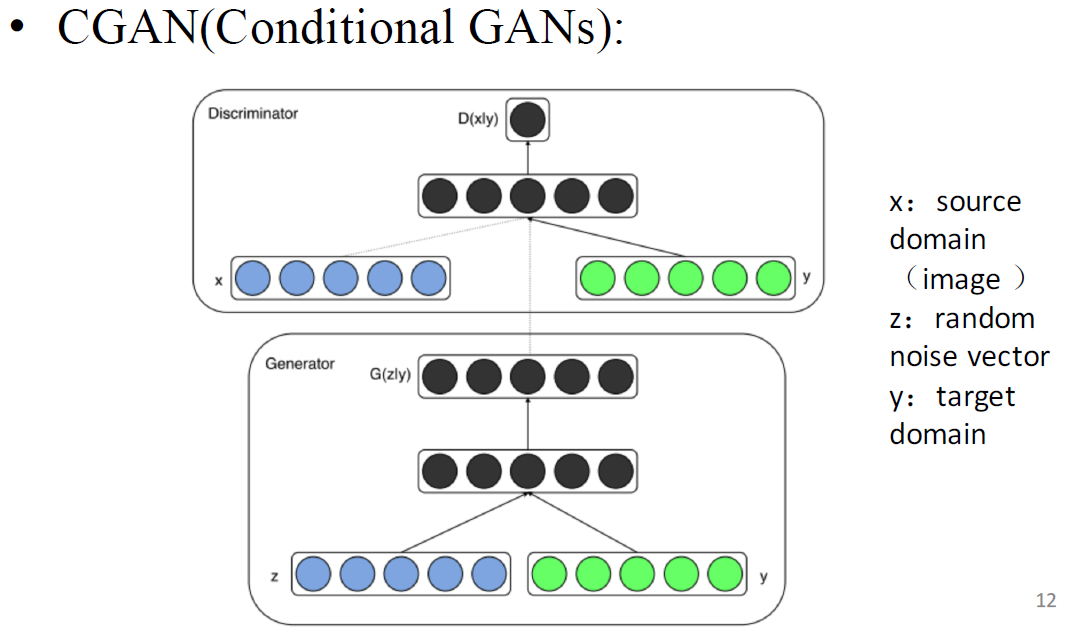 • CGAN(Conditional GANs):
Discriminator
D(x|y)
x
y
Generator
G(z|y)
z
y
x： source
domain
（image ）
z： random
noise vector
y： target
domain
12